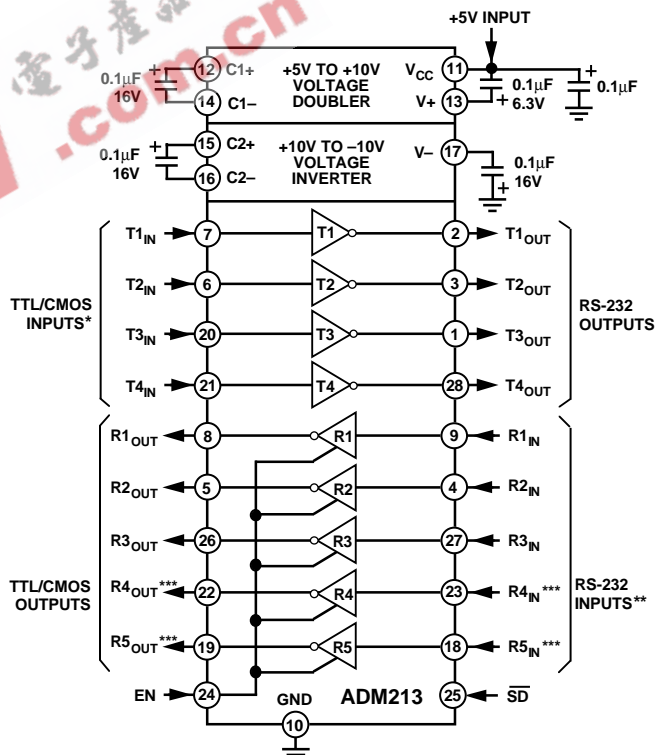 +5V INPUT
電子產品
.com.cn
0.1µF
16V
+
12
C1+
14
C1–
+5V TO +10V
VOLTAGE
DOUBLER
VCC
11
V+
13
+
0.1µF
6.3V
+
0.1µF
0.1µF
16V
+
15
C2+
16
C2–
+10V TO –10V
VOLTAGE
INVERTER
V–
17
+
0.1µF
16V
TTL/CMOS
INPUTS*
T1IN
7
T1
2
T1OUT
T2IN
6
T2
3
T2OUT
T3IN
20
T3
1
T3OUT
T4IN
21
T4
28
T4OUT
RS-232
OUTPUTS
TTL/CMOS
OUTPUTS
R1OUT
8
R1
9
R1IN
R2OUT
5
R2
4
R2IN
R3OUT
26
R3
27
R3IN
R4OUT***
22
R4
23
R4IN***
R5OUT***
19
R5
18
R5IN***
RS-232
INPUTS**
EN
24
GND
10
ADM213
25
SD